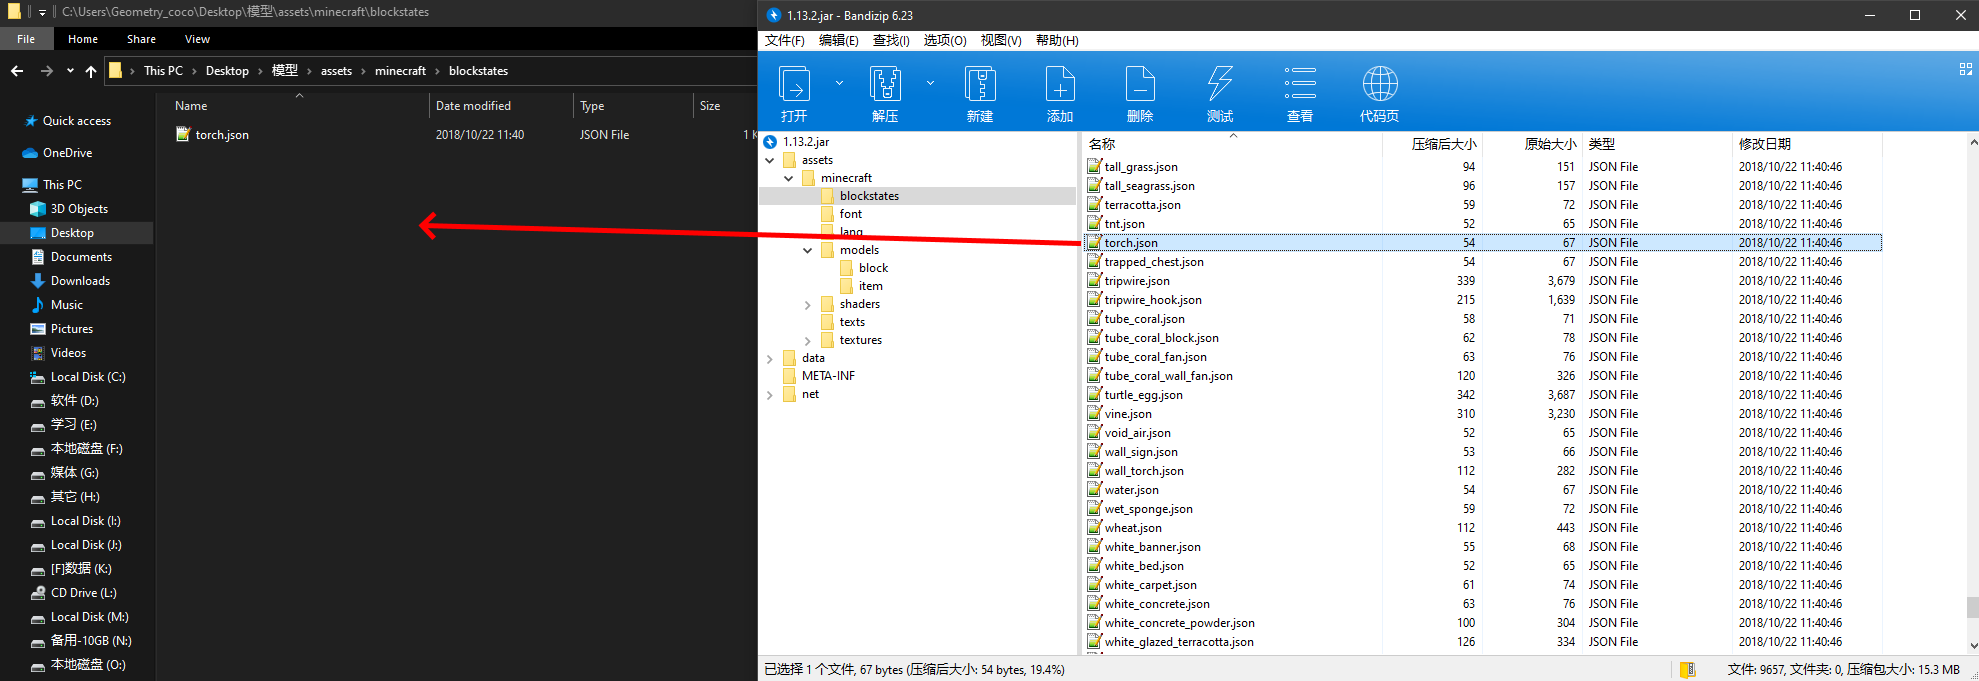 C:\Users\Geometry_coco\Desktop\模型\assets\minecraft\blockstates
File Home Share View
This PC Desktop 模型 assets minecraft blockstates
Name Date modified Type Size
torch.json 2018/10/22 11:40 JSON File 1 K
Quick access
OneDrive
This PC
3D Objects
Desktop
Documents
Downloads
Music
Pictures
Videos
Local Disk (C:)
软件 (D:)
学习 (E:)
本地磁盘 (F:)
媒体 (G:)
其它 (H:)
Local Disk (I:)
Local Disk (J:)
[F]数据 (K:)
CD Drive (L:)
Local Disk (M:)
备用-10GB (N:)
本地磁盘 (O:)
1.13.2.jar - Bandizip 6.23
文件(F) 编辑(E) 查找(I) 选项(O) 视图(V) 帮助(H)
打开 解压 新建 添加 删除 测试 查看 代码页
1.13.2.jar
assets
minecraft
blockstates
font
lang
models
block
item
shaders
texts
textures
data
META-INF
net
名称 压缩后大小 原始大小 类型 修改日期
tall_grass.json 94 151 JSON File 2018/10/22 11:40:46
tall_seagrass.json 96 157 JSON File 2018/10/22 11:40:46
terracotta.json 59 72 JSON File 2018/10/22 11:40:46
tnt.json 52 65 JSON File 2018/10/22 11:40:46
torch.json 54 67 JSON File 2018/10/22 11:40:46
trapped_chest.json 54 67 JSON File 2018/10/22 11:40:46
tripwire.json 339 3,679 JSON File 2018/10/22 11:40:46
tripwire_hook.json 215 1,639 JSON File 2018/10/22 11:40:46
tube_coral.json 58 71 JSON File 2018/10/22 11:40:46
tube_coral_block.json 62 78 JSON File 2018/10/22 11:40:46
tube_coral_fan.json 63 76 JSON File 2018/10/22 11:40:46
tube_coral_wall_fan.json 120 326 JSON File 2018/10/22 11:40:46
turtle_egg.json 342 3,687 JSON File 2018/10/22 11:40:46
vine.json 310 3,230 JSON File 2018/10/22 11:40:46
void_air.json 52 65 JSON File 2018/10/22 11:40:46
wall_sign.json 53 66 JSON File 2018/10/22 11:40:46
wall_torch.json 112 282 JSON File 2018/10/22 11:40:46
water.json 54 67 JSON File 2018/10/22 11:40:46
wet_sponge.json 59 72 JSON File 2018/10/22 11:40:46
wheat.json 112 443 JSON File 2018/10/22 11:40:46
white_banner.json 55 68 JSON File 2018/10/22 11:40:46
white_bed.json 52 65 JSON File 2018/10/22 11:40:46
white_carpet.json 61 74 JSON File 2018/10/22 11:40:46
white_concrete.json 63 76 JSON File 2018/10/22 11:40:46
white_concrete_powder.json 100 304 JSON File 2018/10/22 11:40:46
white_glazed_terracotta.json 126 334 JSON File 2018/10/22 11:40:46
已选择 1 个文件, 67 bytes (压缩后大小: 54 bytes, 19.4%)
文件: 9657, 文件夹: 0, 压缩包大小: 15.3 MB